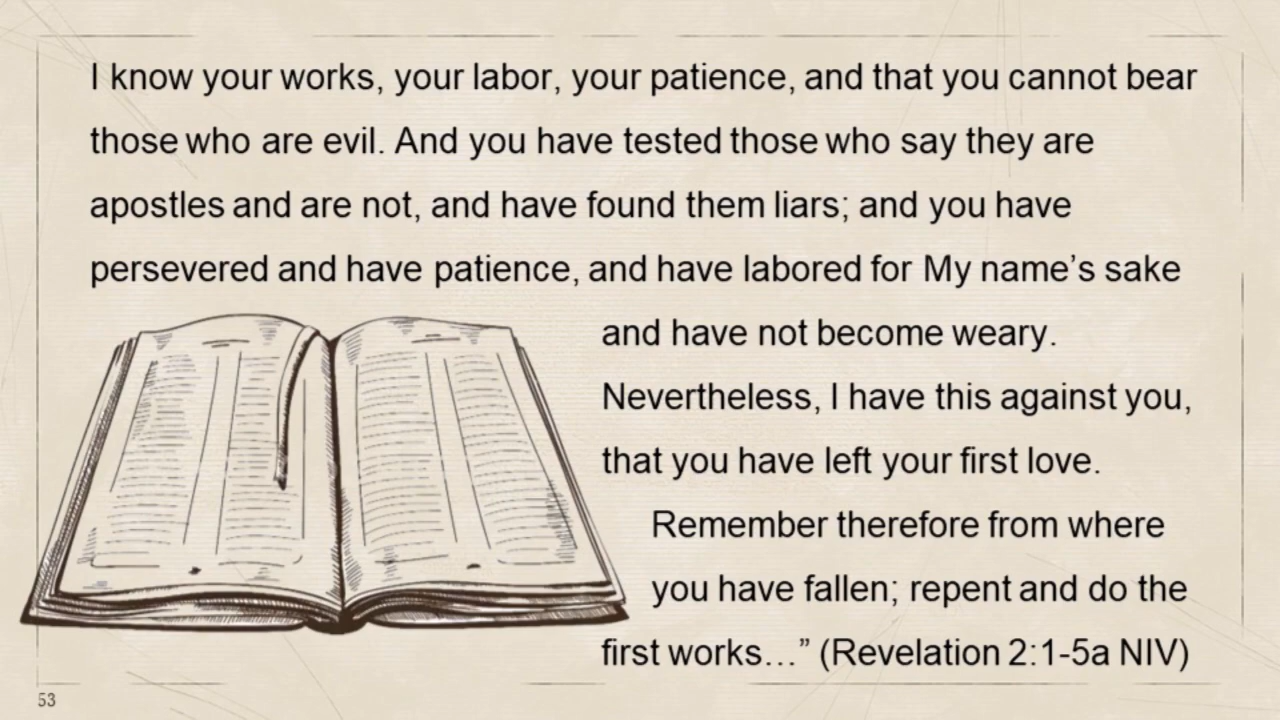 I know your works, your labor, your patience, and that you cannot bear
those who are evil. And you have tested those who say they are
apostles and are not, and have found them liars; and you have
persevered and have patience, and have labored for My name’s sake
and have not become weary.
Nevertheless, I have this against you,
that you have left your first love.
Remember therefore from where
you have fallen; repent and do the
first works…” (Revelation 2:1-5a NIV)
53